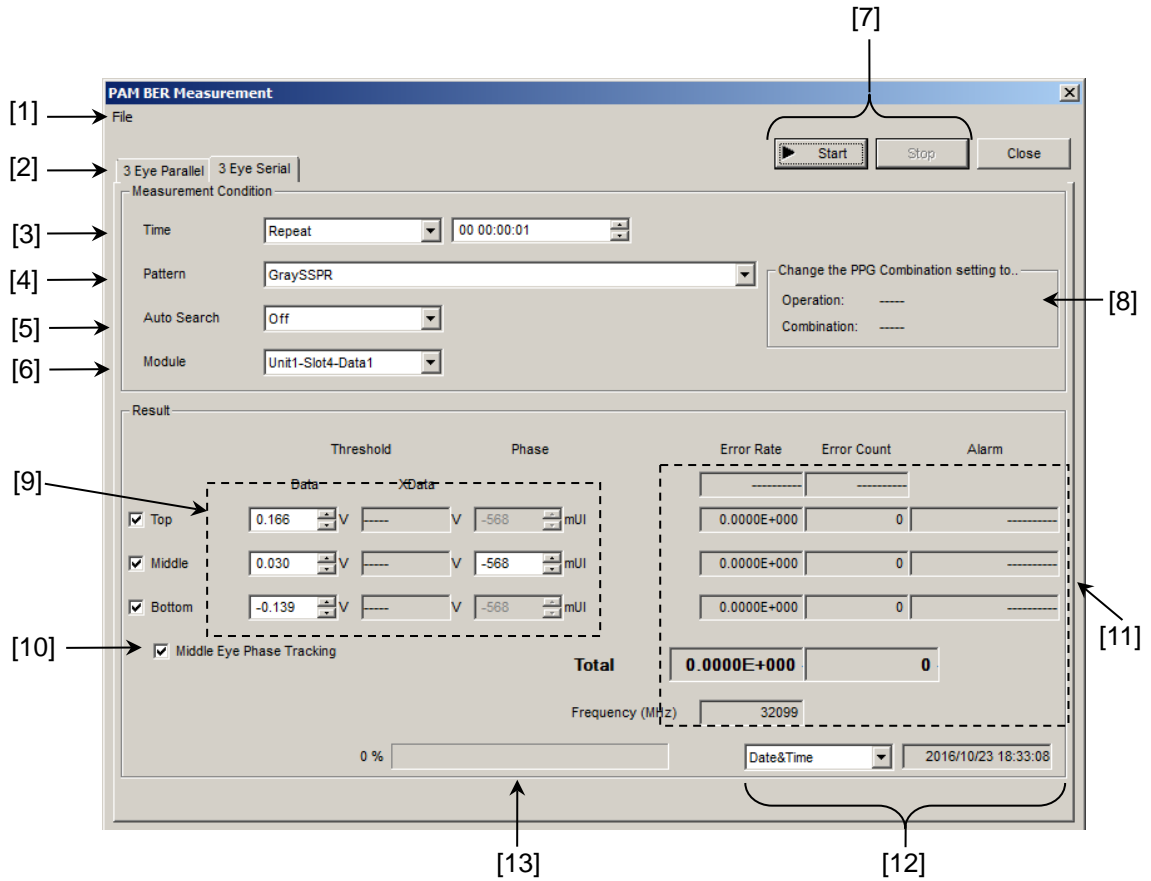 [7]
PAM BER Measurement
[1]
File
Start
Stop
Close
[2]
3 Eye Parallel
3 Eye Serial
Measurement Condition
[3]
Time
Repeat
00 00:00:01
[4]
Pattern
GraySSPR
Change the PPG Combination setting to..
Operation: -----
[8]
[5]
Auto Search
Off
Combination: -----
[6]
Module
Unit1-Slot4-Data1
Result
Threshold
Phase
Error Rate
Error Count
Alarm
[9]
Data
XData
----------
----------
Top
0.166
V
-----
V
-568
mUI
0.0000E+000
0
----------
Middle
0.030
V
-----
V
-568
mUI
0.0000E+000
0
----------
Bottom
-0.139
V
-----
V
-568
mUI
0.0000E+000
0
----------
[11]
[10]
Middle Eye Phase Tracking
Total
0.0000E+000
0
Frequency (MHz)
32099
0 %
Date&Time
2016/10/23 18:33:08
[13]
[12]